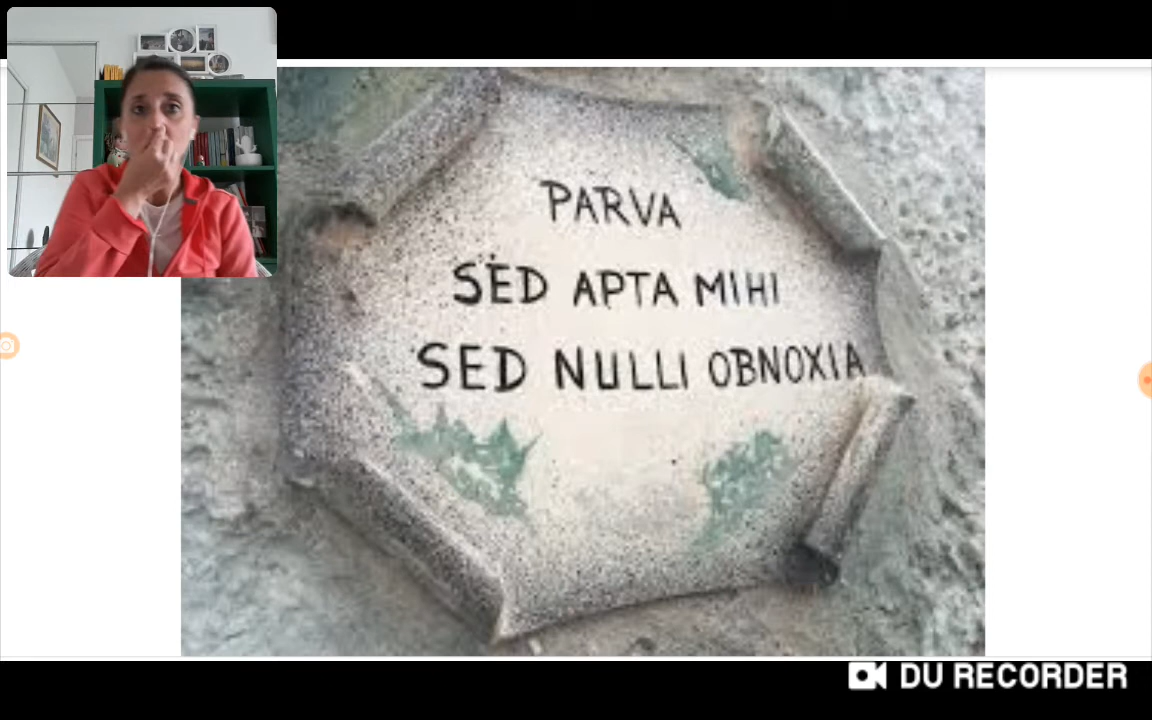 PARVA
SED APTA MIHI
SED NULLI OBNOXIA
DU RECORDER